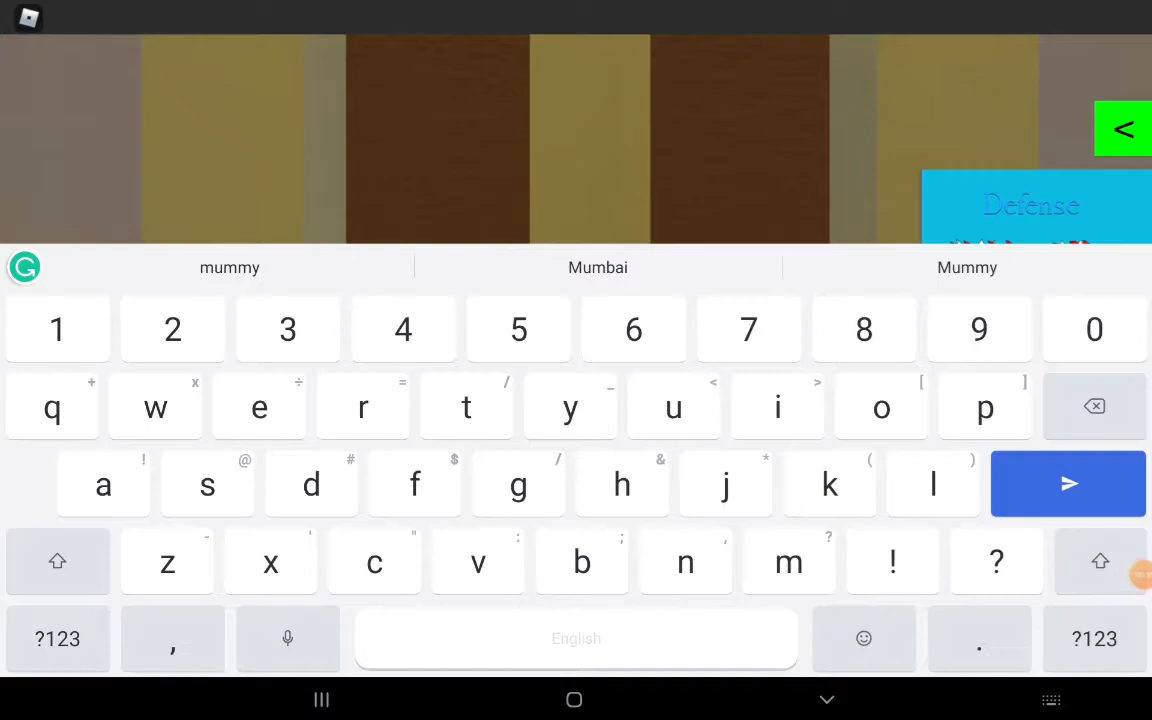 <
Defense
mummy Mumbai Mummy
1 2 3 4 5 6 7 8 9 0
+ x ÷ = / _ < > [ ]
q w e r t y u i o p
! @ # $ / & * ( )
a s d f g h j k l
- ' " : ; , ?
z x c v b n m ! ?
?123 , English . ?123